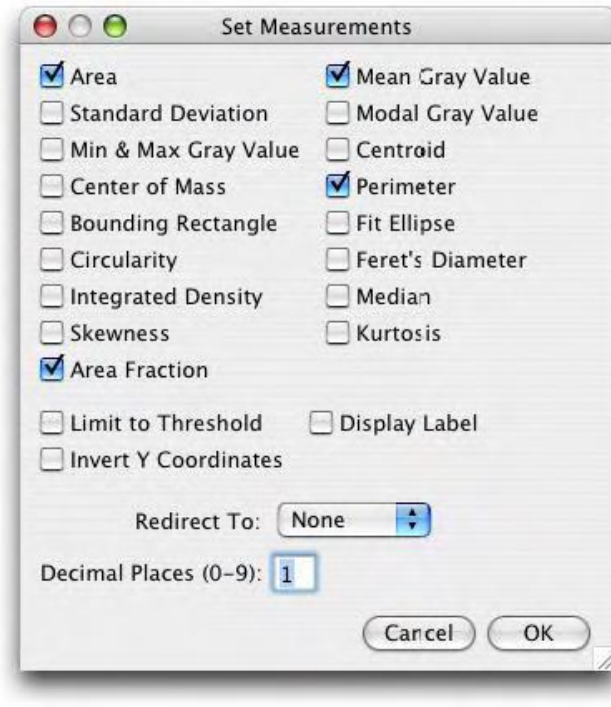 Set Measurements
Area Mean Gray Value
Standard Deviation Modal Gray Value
Min & Max Gray Value Centroid
Center of Mass Perimeter
Bounding Rectangle Fit Ellipse
Circularity Feret's Diameter
Integrated Density Median
Skewness Kurtosis
Area Fraction
Limit to Threshold Display Label
Invert Y Coordinates
Redirect To: None
Decimal Places (0-9): 1
Cancel OK